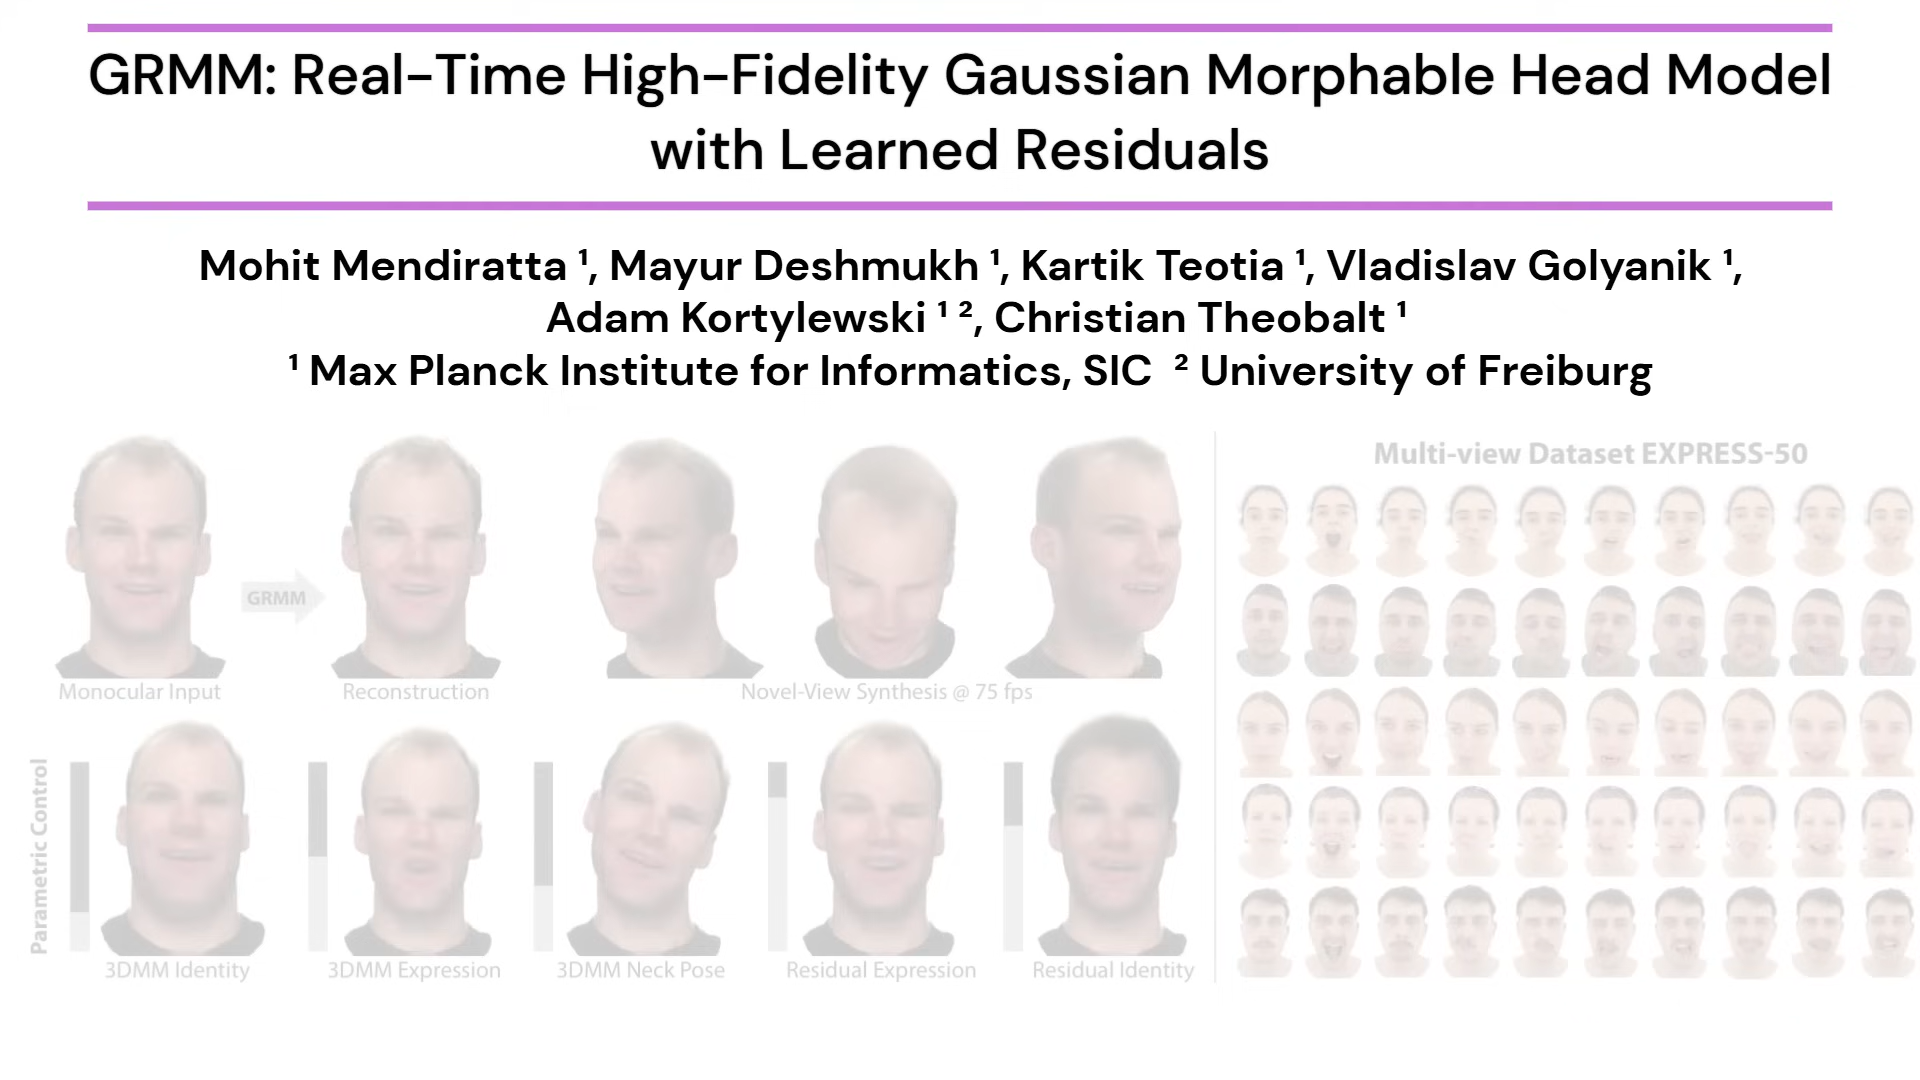 GRMM: Real-Time High-Fidelity Gaussian Morphable Head Model
with Learned Residuals
Mohit Mendiratta ¹, Mayur Deshmukh ¹, Kartik Teotia ¹, Vladislav Golyanik ¹,
Adam Kortylewski ¹ ², Christian Theobalt ¹
¹ Max Planck Institute for Informatics, SIC ² University of Freiburg
GRMM
Monocular Input
Reconstruction
Novel-View Synthesis @ 75 fps
Parametric Control
3DMM Identity
3DMM Expression
3DMM Neck Pose
Residual Expression
Residual Identity
Multi-view Dataset EXPRESS-50